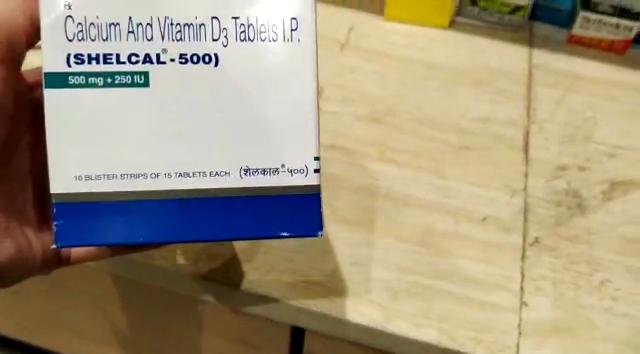 Rx
Calcium And Vitamin D3 Tablets I.P.
(SHELCAL®-500)
500 mg + 250 IU
10 BLISTER STRIPS OF 15 TABLETS EACH (शेलकाल®-५००)